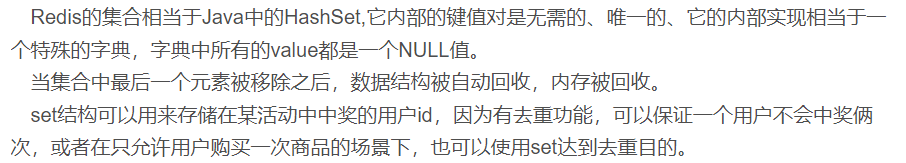 Redis的集合相当于Java中的HashSet,它内部的键值对是无需的、唯一的、它的内部实现相当于一
个特殊的字典，字典中所有的value都是一个NULL值。
当集合中最后一个元素被移除之后，数据结构被自动回收，内存被回收。
set结构可以用来存储在某活动中中奖的用户id，因为有去重功能，可以保证一个用户不会中奖俩
次，或者在只允许用户购买一次商品的场景下，也可以使用set达到去重目的。